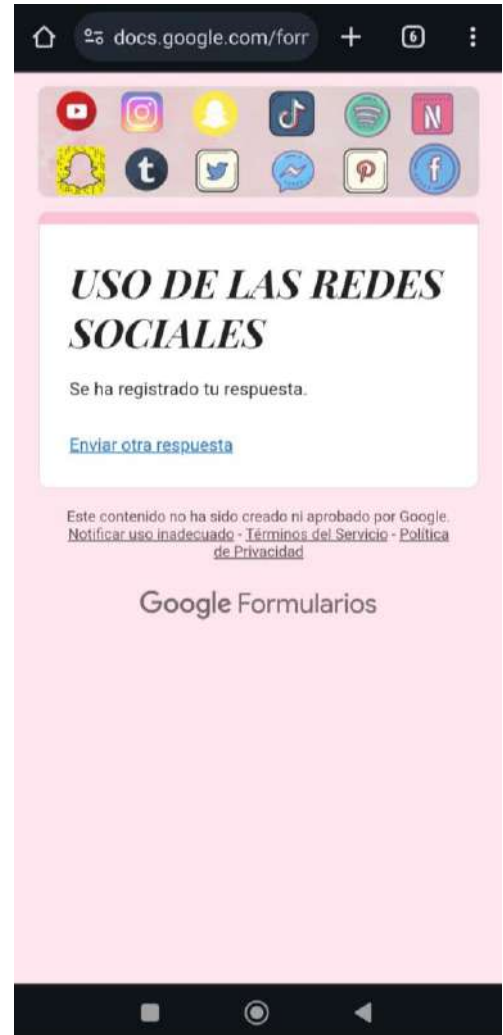 docs.google.com/forr
6
USO DE LAS REDES
SOCIALES
Se ha registrado tu respuesta.
Enviar otra respuesta
Este contenido no ha sido creado ni aprobado por Google.
Notificar uso inadecuado - Términos del Servicio - Política
de Privacidad
Google Formularios